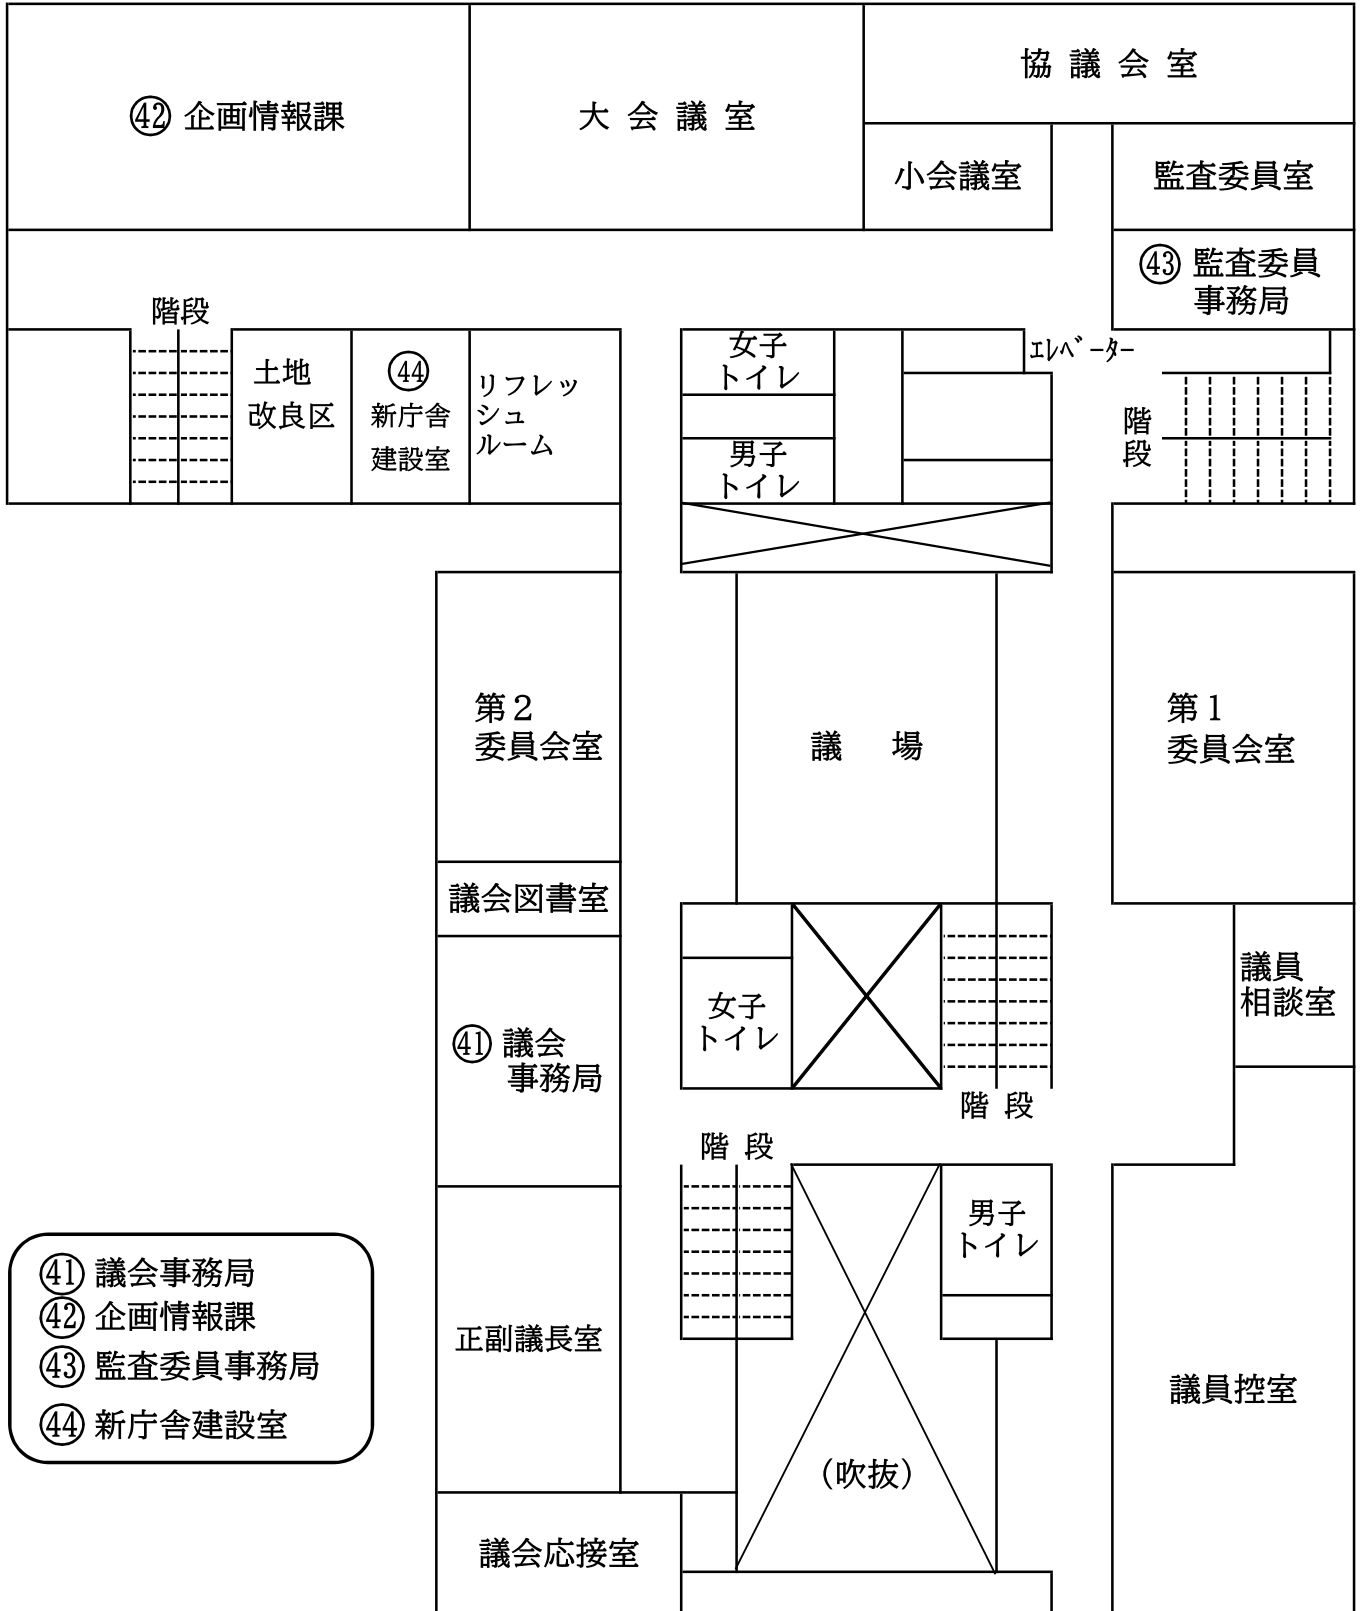 協議会室
㊷ 企画情報課
大会議室
小会議室
監査委員室
㊸ 監査委員
事務局
階段
土地
改良区
㊹
新庁舎
建設室
リフレッ
シュ
ルーム
女子
トイレ
男子
トイレ
ｴﾚﾍﾞｰﾀｰ
階
段
第２
委員会室
議場
第１
委員会室
議会図書室
㊶ 議会
事務局
女子
トイレ
階段
議員
相談室
階段
男子
トイレ
正副議長室
(吹抜)
議員控室
議会応接室
㊶ 議会事務局
㊷ 企画情報課
㊸ 監査委員事務局
㊹ 新庁舎建設室